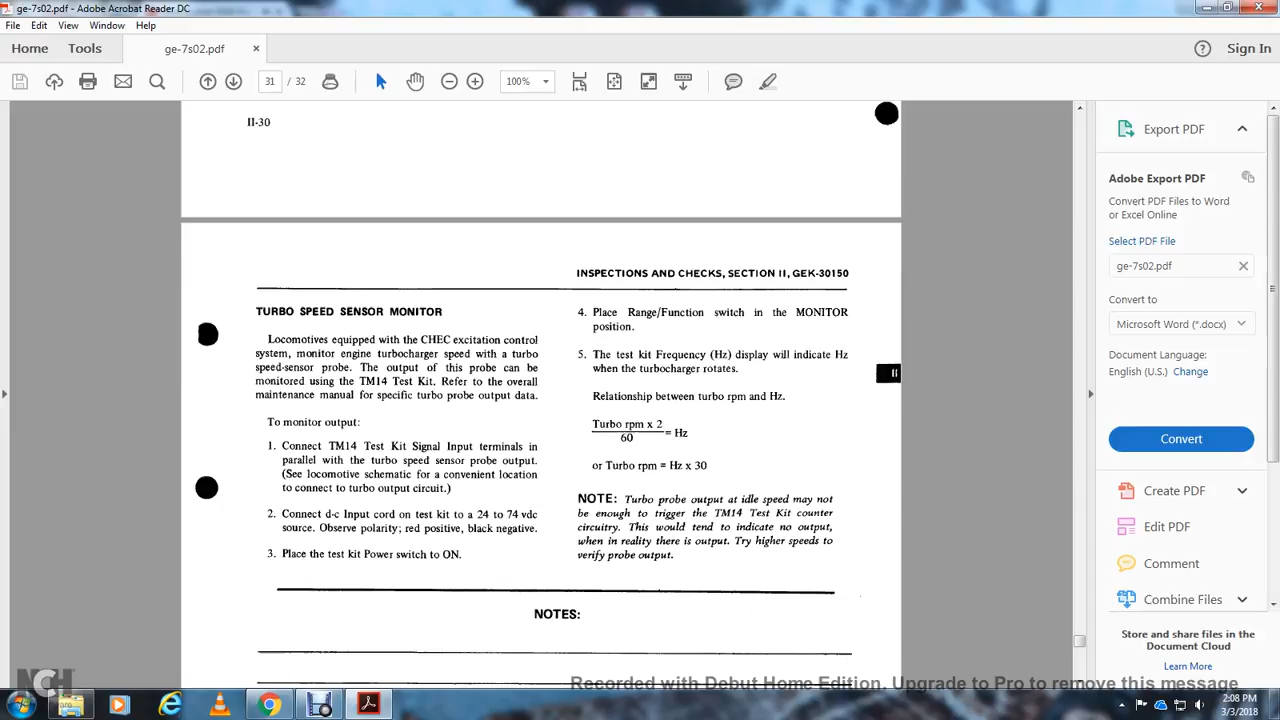 ge-7s02.pdf - Adobe Acrobat Reader DC
File Edit View Window Help
Home Tools ge-7s02.pdf × Sign In
31 / 32 100%
II-30
INSPECTIONS AND CHECKS, SECTION II, GEK-30150
TURBO SPEED SENSOR MONITOR
Locomotives equipped with the CHEC excitation control
system, monitor engine turbocharger speed with a turbo
speed-sensor probe. The output of this probe can be
monitored using the TM14 Test Kit. Refer to the overall
maintenance manual for specific turbo probe output data.
To monitor output:
1. Connect TM14 Test Kit Signal Input terminals in
parallel with the turbo speed sensor probe output.
(See locomotive schematic for a convenient location
to connect to turbo output circuit.)
2. Connect d-c Input cord on test kit to a 24 to 74 vdc
source. Observe polarity; red positive, black negative.
3. Place the test kit Power switch to ON.
4. Place Range/Function switch in the MONITOR
position.
5. The test kit Frequency (Hz) display will indicate Hz
when the turbocharger rotates.
Relationship between turbo rpm and Hz.
Turbo rpm x 2
60
= Hz
or Turbo rpm = Hz x 30
NOTE: Turbo probe output at idle speed may not
be enough to trigger the TM14 Test Kit counter
circuitry. This would tend to indicate no output,
when in reality there is output. Try higher speeds to
verify probe output.
II
NOTES:
Export PDF
Adobe Export PDF
Convert PDF Files to Word
or Excel Online
Select PDF File
ge-7s02.pdf
Convert to
Microsoft Word (*.docx)
Document Language:
English (U.S.) Change
Convert
Create PDF
Edit PDF
Comment
Combine Files
Store and share files in the
Document Cloud
Learn More
NCH
Recorded with Debut Home Edition. Upgrade to Pro to remove this message
2:08 PM
3/3/2018